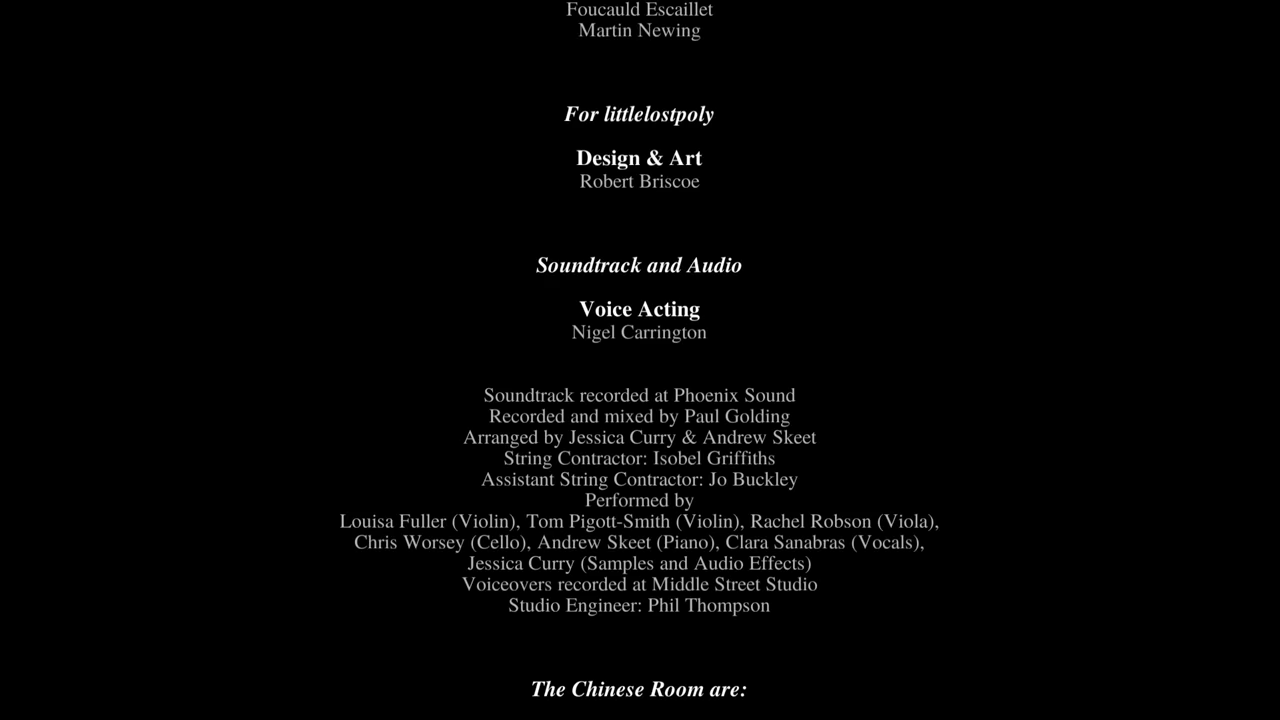 Foucauld Escaillet
Martin Newing
For littlelostpoly
Design & Art
Robert Briscoe
Soundtrack and Audio
Voice Acting
Nigel Carrington
Soundtrack recorded at Phoenix Sound
Recorded and mixed by Paul Golding
Arranged by Jessica Curry & Andrew Skeet
String Contractor: Isobel Griffiths
Assistant String Contractor: Jo Buckley
Performed by
Louisa Fuller (Violin), Tom Pigott-Smith (Violin), Rachel Robson (Viola),
Chris Worsey (Cello), Andrew Skeet (Piano), Clara Sanabras (Vocals),
Jessica Curry (Samples and Audio Effects)
Voiceovers recorded at Middle Street Studio
Studio Engineer: Phil Thompson
The Chinese Room are: